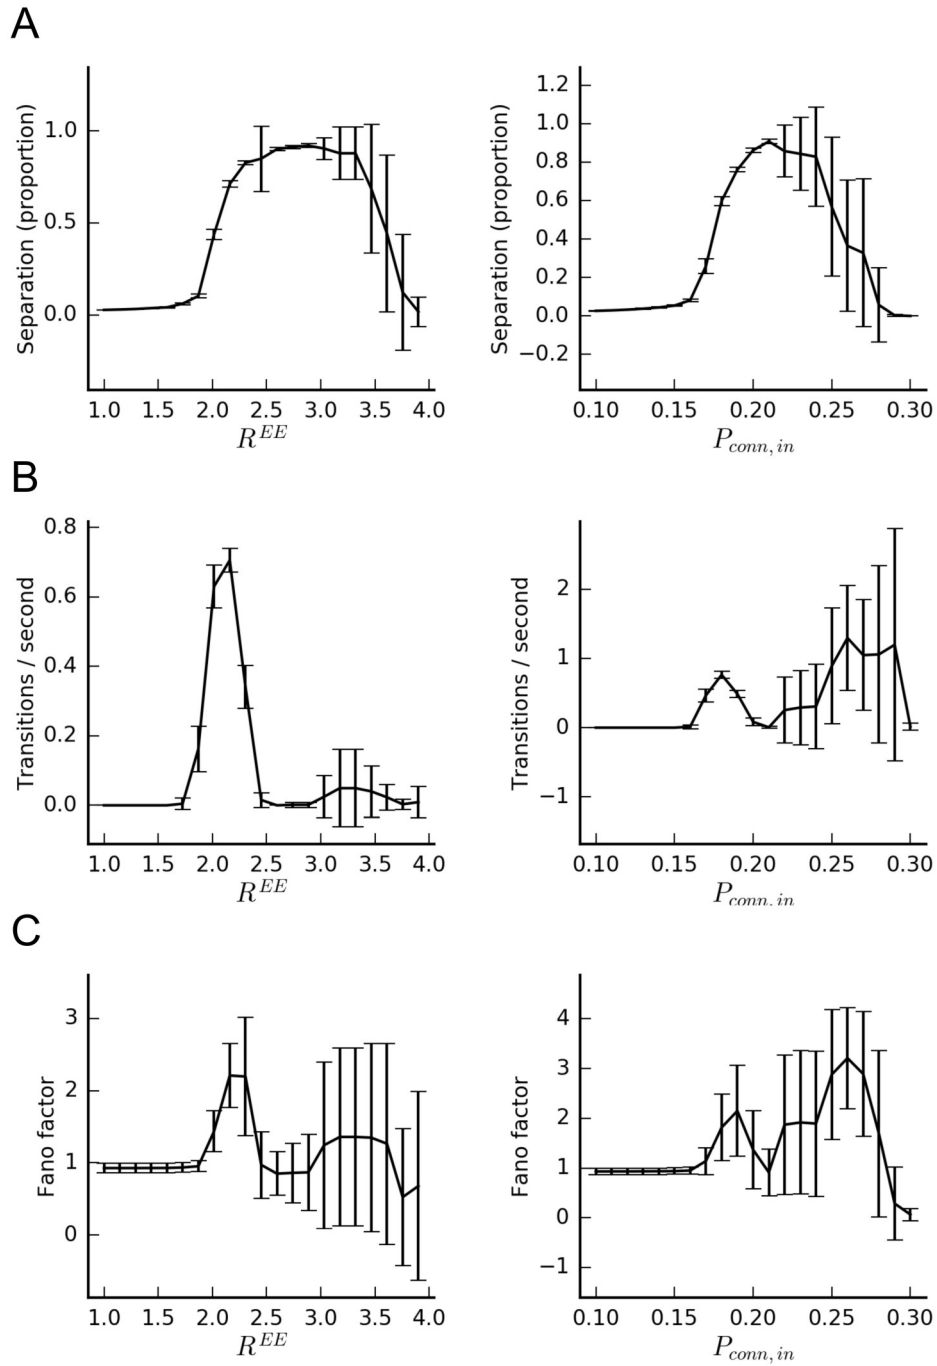 A
Separation (proportion)
1.0
0.5
0.0
1.0 1.5 2.0 2.5 3.0 3.5 4.0
R^{EE}
Separation (proportion)
1.2
1.0
0.8
0.6
0.4
0.2
0.0
−0.2
0.10 0.15 0.20 0.25 0.30
P_{conn, in}
B
Transitions / second
0.8
0.6
0.4
0.2
0.0
1.0 1.5 2.0 2.5 3.0 3.5 4.0
R^{EE}
Transitions / second
2
1
0
−1
0.10 0.15 0.20 0.25 0.30
P_{conn, in}
C
Fano factor
3
2
1
0
1.0 1.5 2.0 2.5 3.0 3.5 4.0
R^{EE}
Fano factor
4
3
2
1
0
−1
0.10 0.15 0.20 0.25 0.30
P_{conn, in}